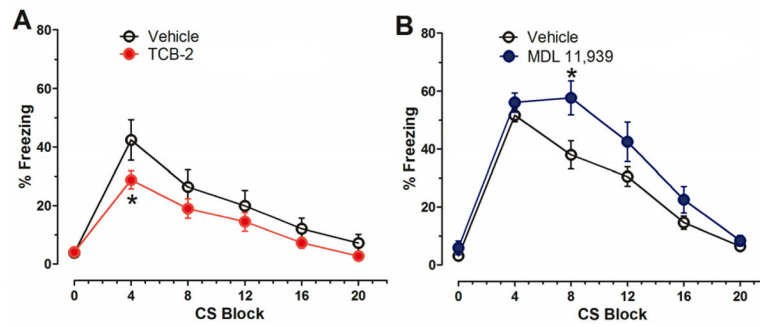 A
Vehicle
TCB-2
% Freezing
80
60
40
20
0
*
0 4 8 12 16 20
CS Block
B
Vehicle
MDL 11,939
% Freezing
80
60
40
20
0
*
0 4 8 12 16 20
CS Block